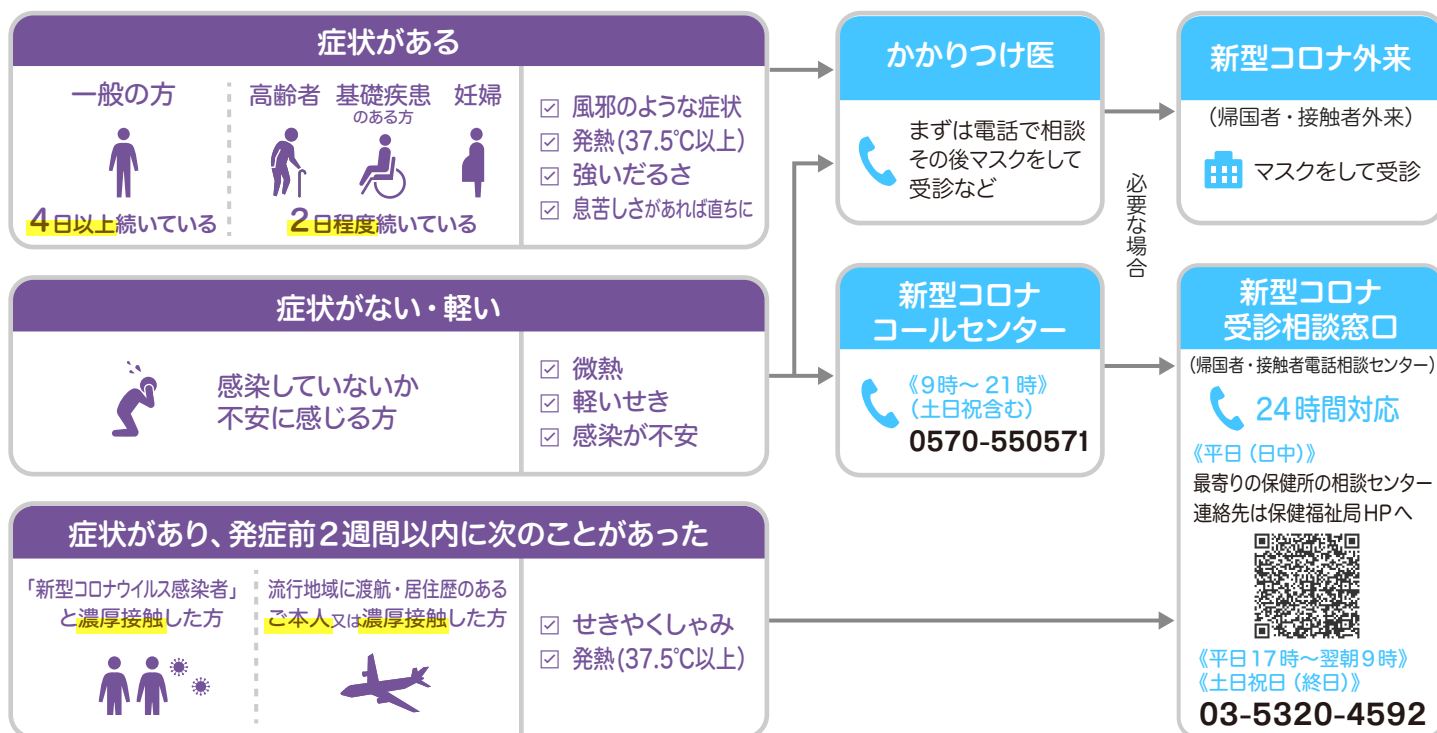 症状がある
一般の方
4日以上続いている
高齢者 基礎疾患 妊婦
のある方
2日程度続いている
☑ 風邪のような症状
☑ 発熱(37.5℃以上)
☑ 強いだるさ
☑ 息苦しさがあれば直ちに
かかりつけ医
まずは電話で相談
その後マスクをして
受診など
新型コロナ外来
(帰国者・接触者外来)
マスクをして受診
必要な場合
症状がない・軽い
感染していないか
不安に感じる方
☑ 微熱
☑ 軽いせき
☑ 感染が不安
新型コロナ
コールセンター
《9時～21時》
(土日祝含む)
0570-550571
新型コロナ
受診相談窓口
(帰国者・接触者電話相談センター)
24時間対応
《平日(日中)》
最寄りの保健所の相談センター
連絡先は保健福祉局HPへ
《平日17時～翌朝9時》
《土日祝日(終日)》
03-5320-4592
症状があり、発症前2週間以内に次のことがあった
「新型コロナウイルス感染者」
と濃厚接触した方
流行地域に渡航・居住歴のある
ご本人又は濃厚接触した方
☑ せきやくしゃみ
☑ 発熱(37.5℃以上)